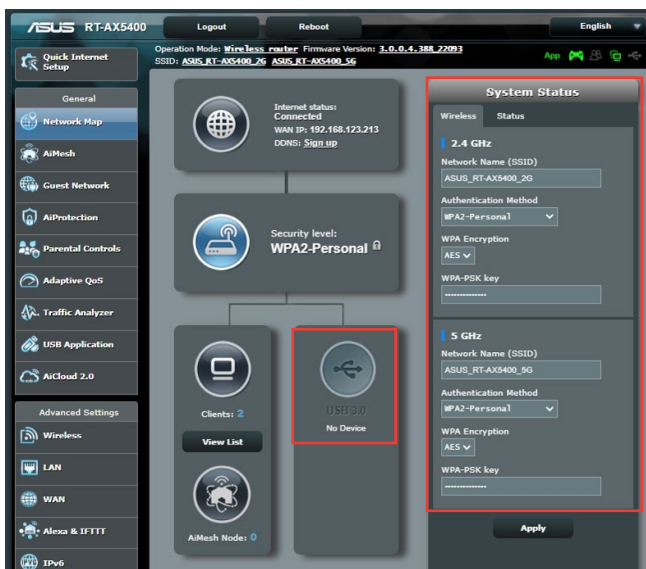 ASUS RT-AX5400
Logout
Reboot
English
Quick Internet
Setup
General
Network Map
AiMesh
Guest Network
AiProtection
Parental Controls
Adaptive QoS
Traffic Analyzer
USB Application
AiCloud 2.0
Advanced Settings
Wireless
LAN
WAN
Alexa & IFTTT
IPv6
Operation Mode: Wireless router Firmware Version: 3.0.0.4.388_22093
SSID: ASUS_RT-AX5400_2G ASUS_RT-AX5400_5G
App
Internet status:
Connected
WAN IP: 192.168.123.213
DDNS: Sign up
Security level:
WPA2-Personal
Clients: 2
View List
AiMesh Node: 0
USB 3.0
No Device
System Status
Wireless Status
2.4 GHz
Network Name (SSID)
ASUS_RT-AX5400_2G
Authentication Method
WPA2-Personal
WPA Encryption
AES
WPA-PSK key
5 GHz
Network Name (SSID)
ASUS_RT-AX5400_5G
Authentication Method
WPA2-Personal
WPA Encryption
AES
WPA-PSK key
Apply